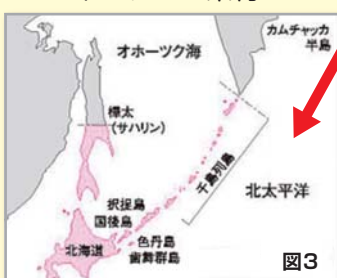 オホーツク海
カムチャッカ
半島
樺太
(サハリン)
千島列島
北太平洋
択捉島
国後島
北海道
色丹島
歯舞群島
図3